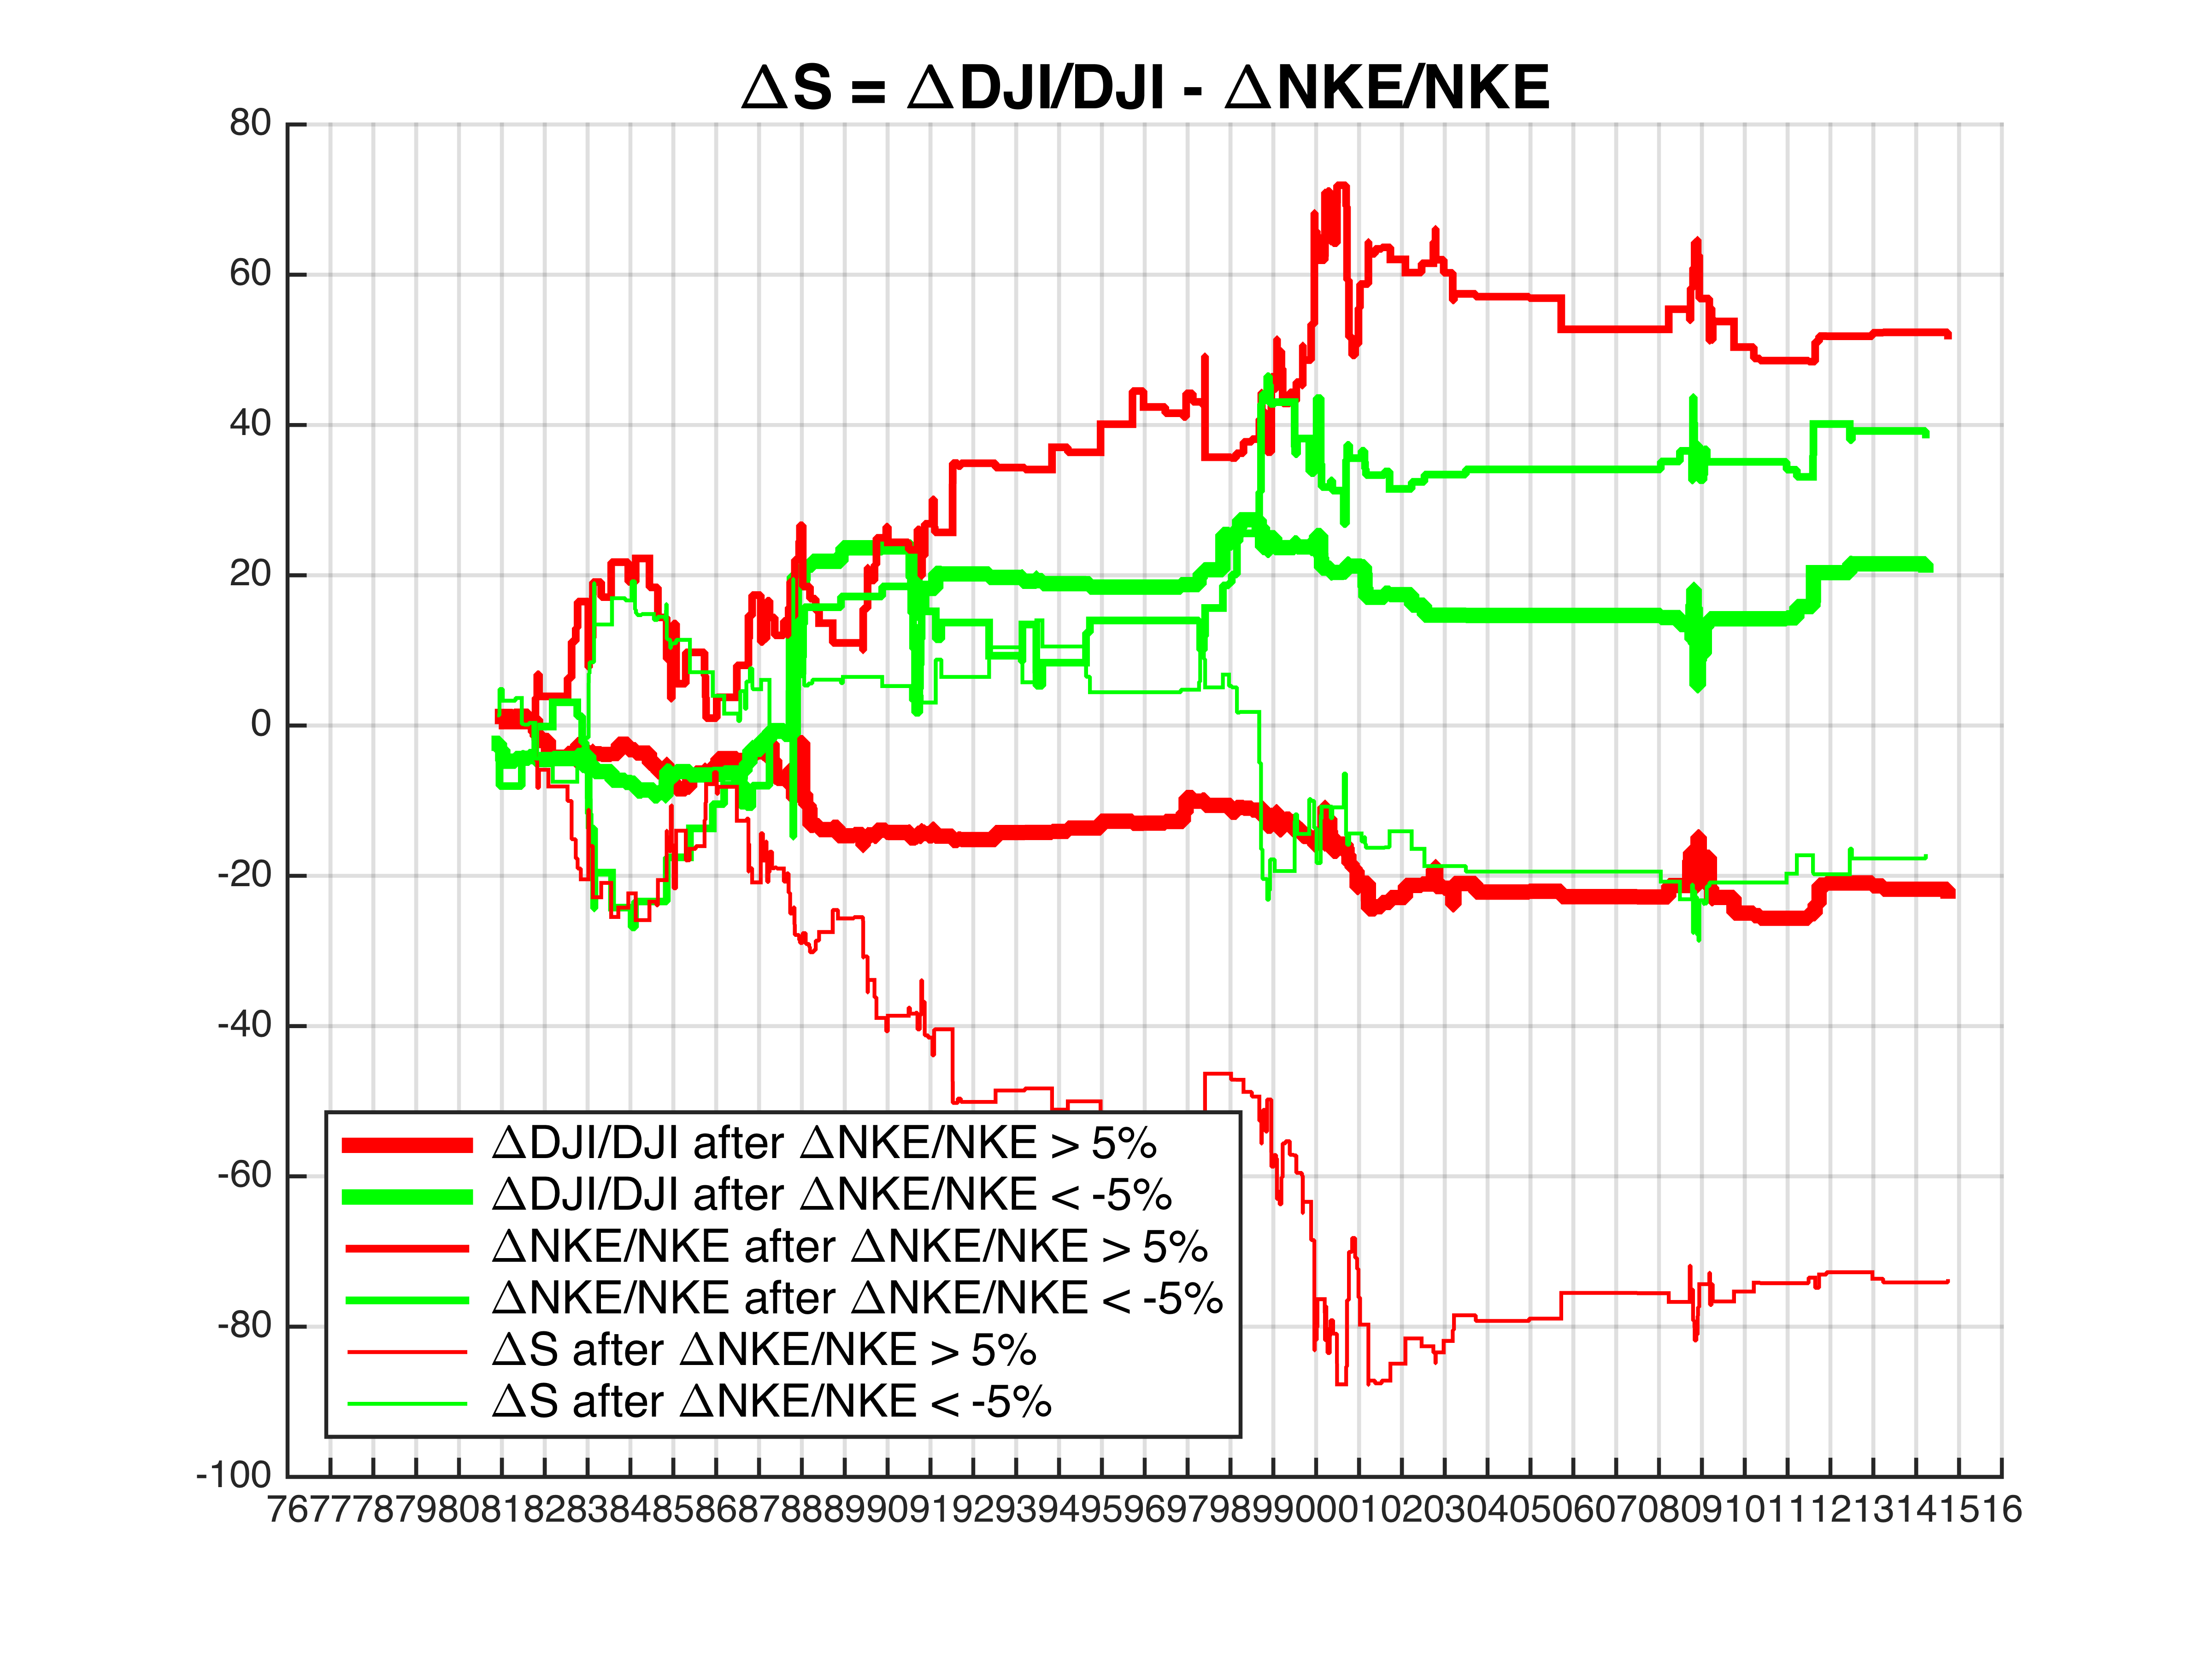 ΔS = ΔDJI/DJI - ΔNKE/NKE
80
60
40
20
0
-20
-40
-60
-80
-100
ΔDJI/DJI after ΔNKE/NKE > 5%
ΔDJI/DJI after ΔNKE/NKE < -5%
ΔNKE/NKE after ΔNKE/NKE > 5%
ΔNKE/NKE after ΔNKE/NKE < -5%
ΔS after ΔNKE/NKE > 5%
ΔS after ΔNKE/NKE < -5%
7677787980818283848586878889909192939495969798990001020304050607080910111213141516